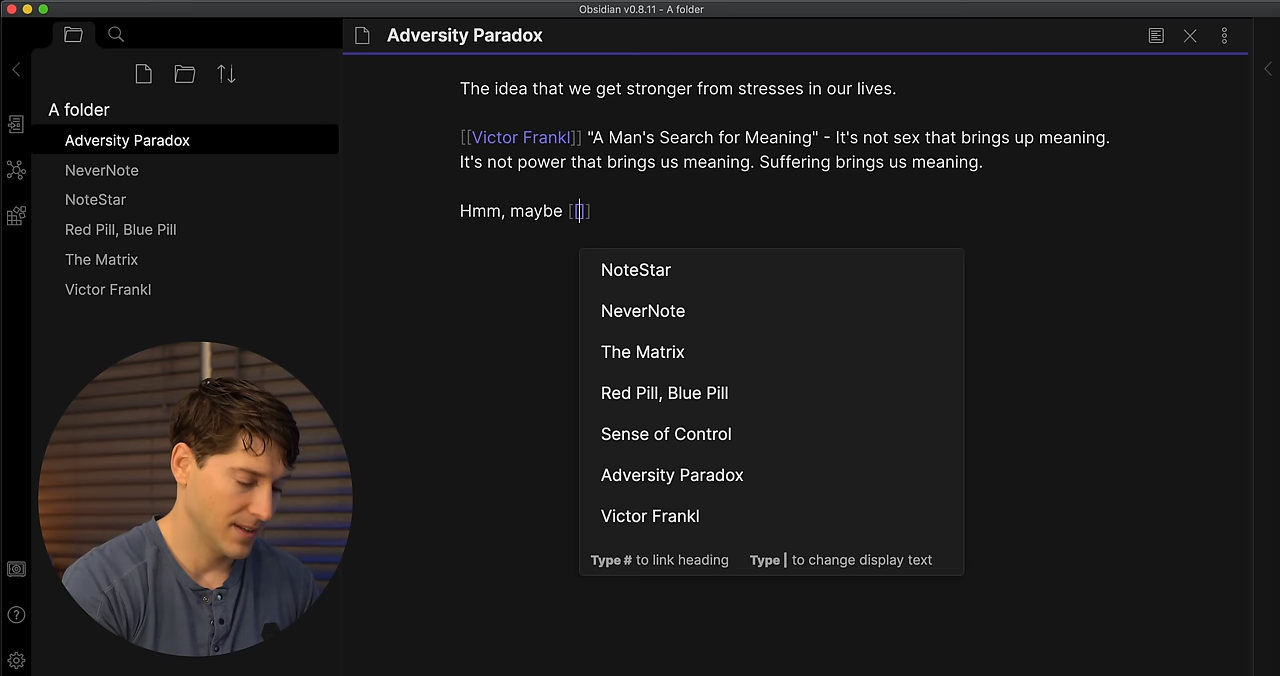 Obsidian v0.8.11 - A folder
Adversity Paradox
A folder
Adversity Paradox
NeverNote
NoteStar
Red Pill, Blue Pill
The Matrix
Victor Frankl
The idea that we get stronger from stresses in our lives.
[[Victor Frankl]] "A Man's Search for Meaning" - It's not sex that brings up meaning.
It's not power that brings us meaning. Suffering brings us meaning.
Hmm, maybe [[]]
NoteStar
NeverNote
The Matrix
Red Pill, Blue Pill
Sense of Control
Adversity Paradox
Victor Frankl
Type # to link heading Type | to change display text